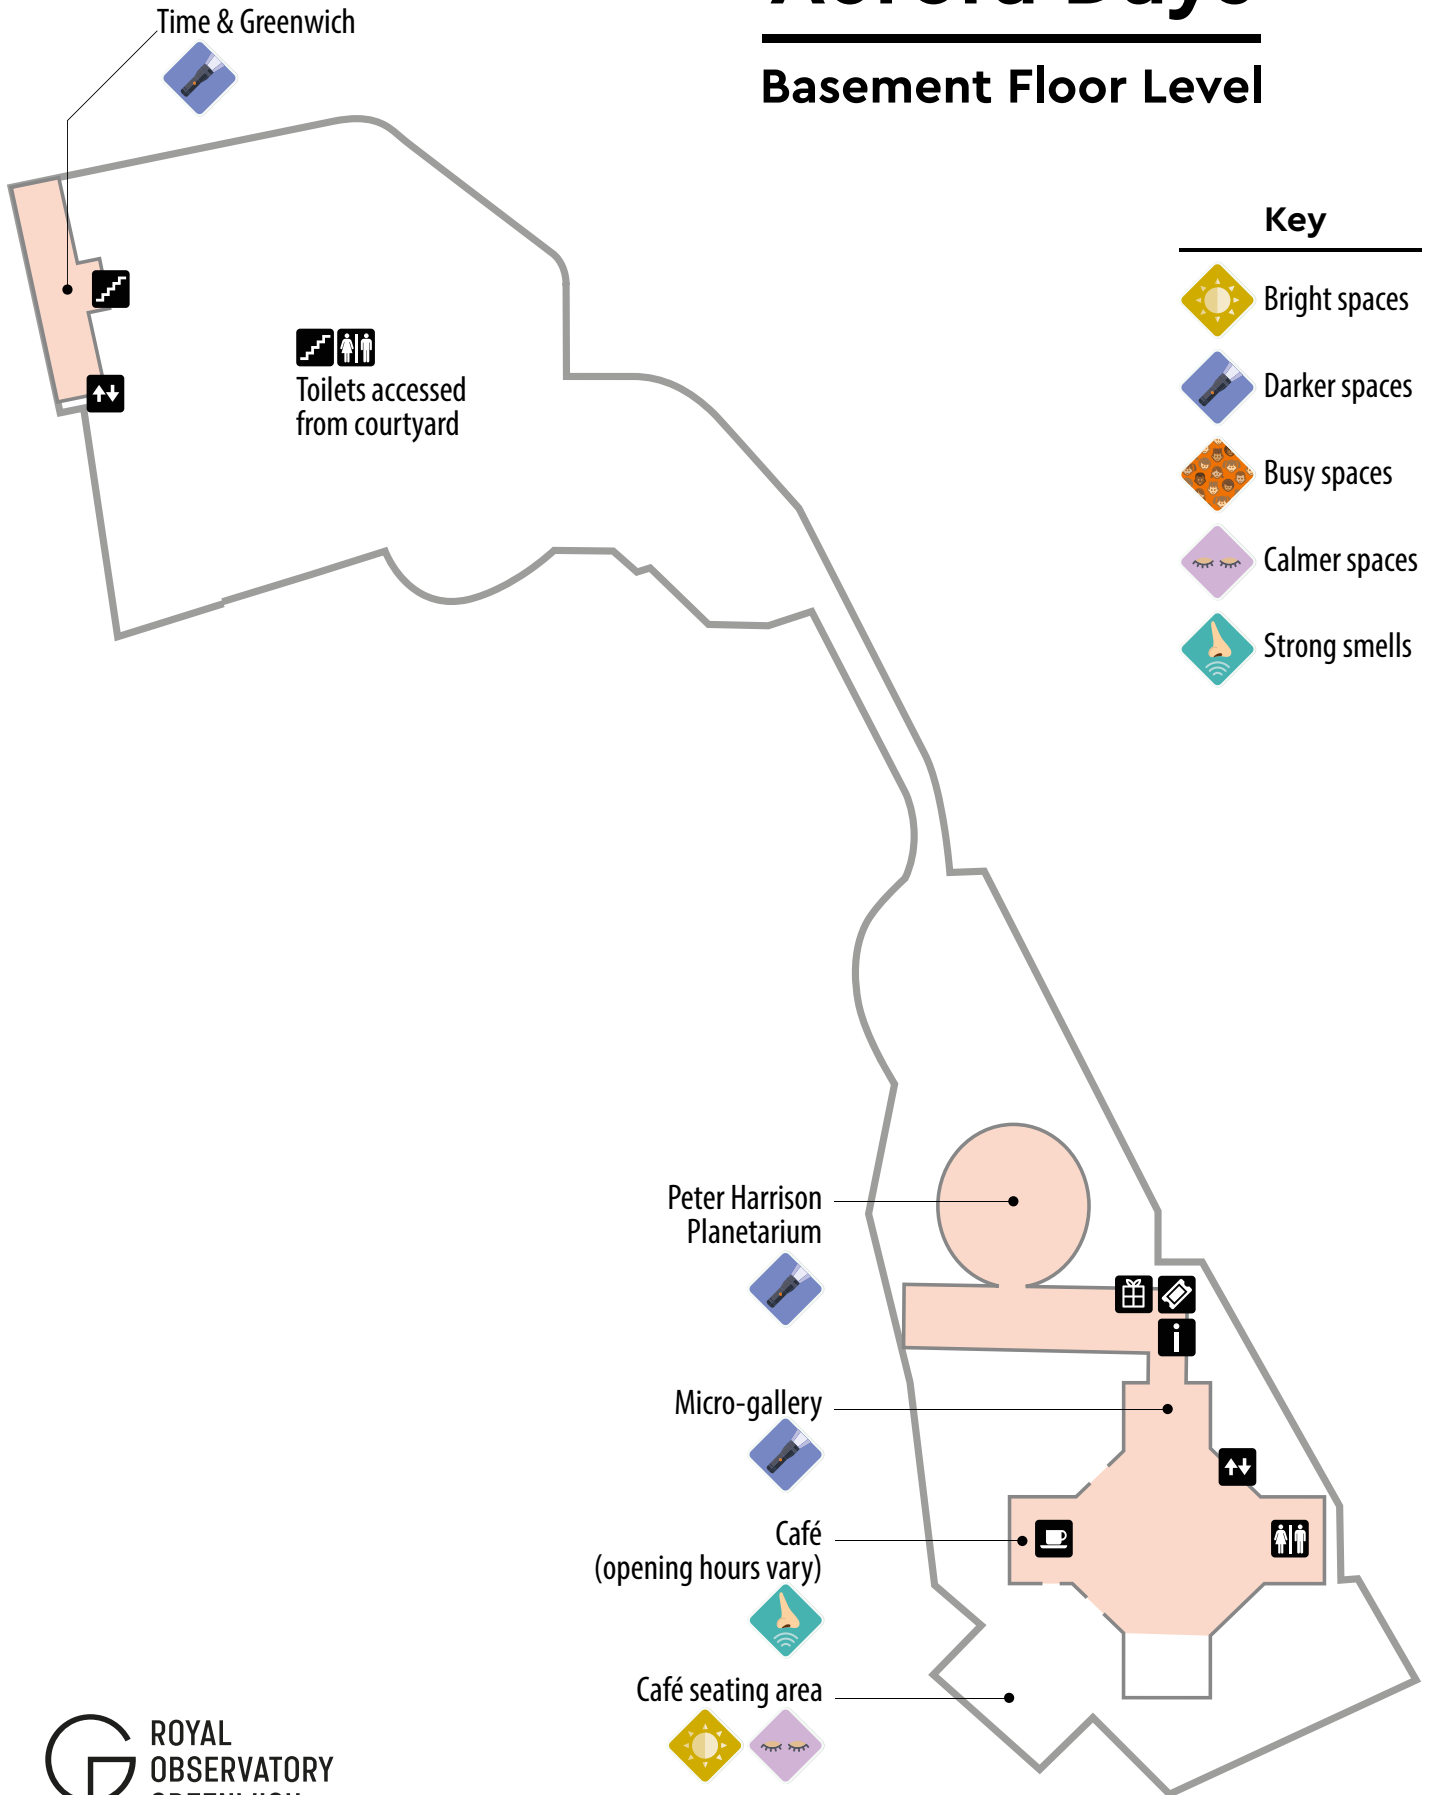 Time & Greenwich
Basement Floor Level
Key
Bright spaces
Darker spaces
Busy spaces
Calmer spaces
Strong smells
Toilets accessed
from courtyard
Peter Harrison
Planetarium
Micro-gallery
Café
(opening hours vary)
Café seating area
ROYAL
OBSERVATORY